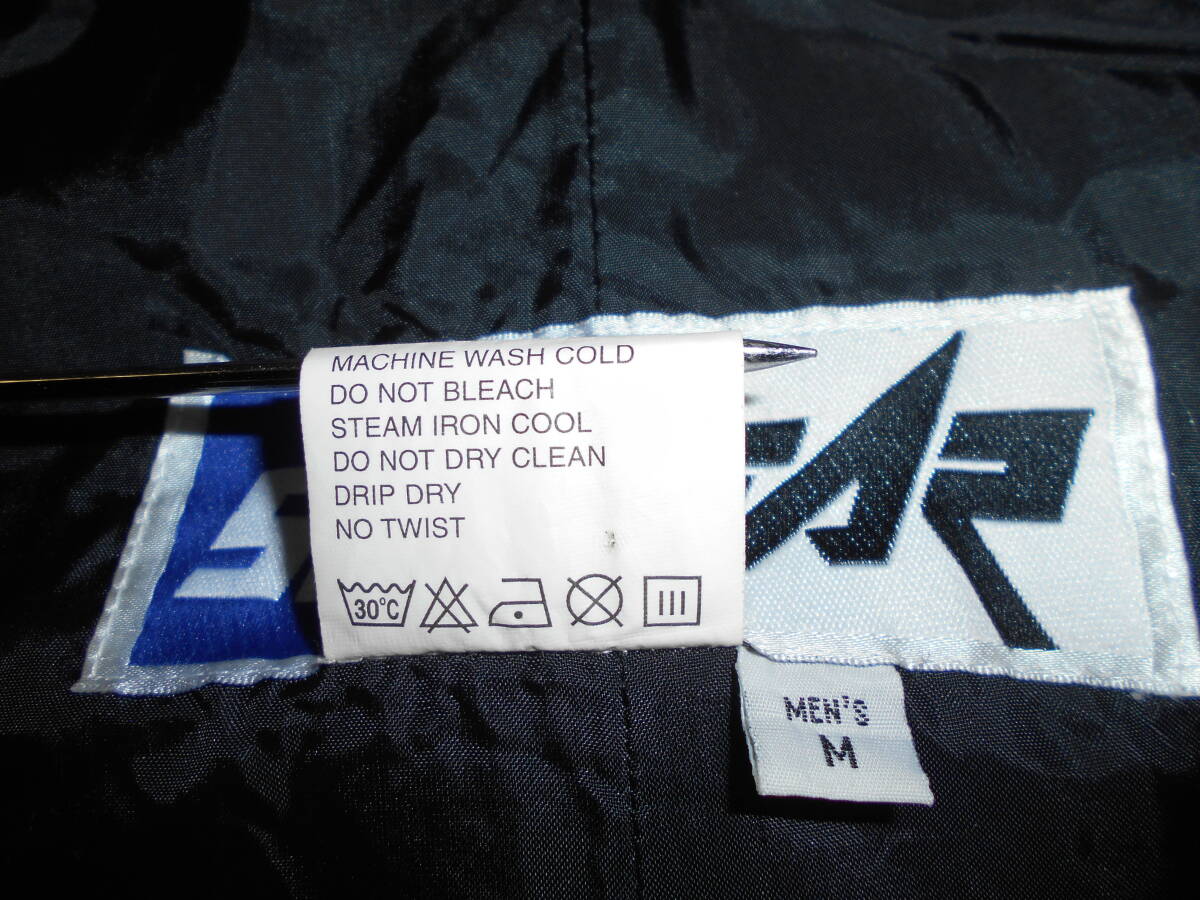 MACHINE WASH COLD
DO NOT BLEACH
STEAM IRON COOL
DO NOT DRY CLEAN
DRIP DRY
NO TWIST
30°C
MEN'S
M